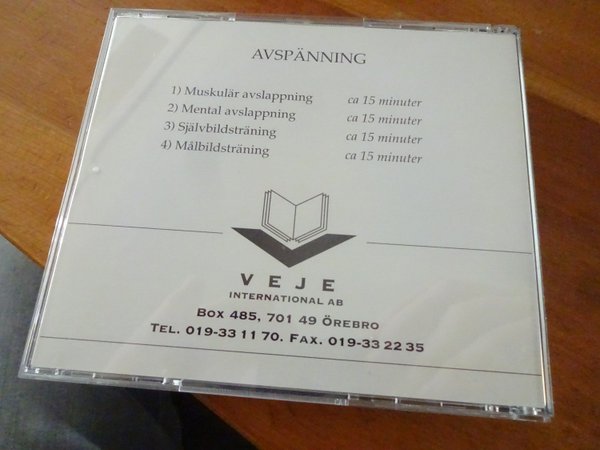 AVSPÄNNING
1) Muskulär avslappning ca 15 minuter
2) Mental avslappning ca 15 minuter
3) Självbildsträning ca 15 minuter
4) Målbildsträning ca 15 minuter
VEJE
INTERNATIONAL AB
BOX 485, 701 49 ÖREBRO
TEL. 019-33 11 70. FAX. 019-33 22 35